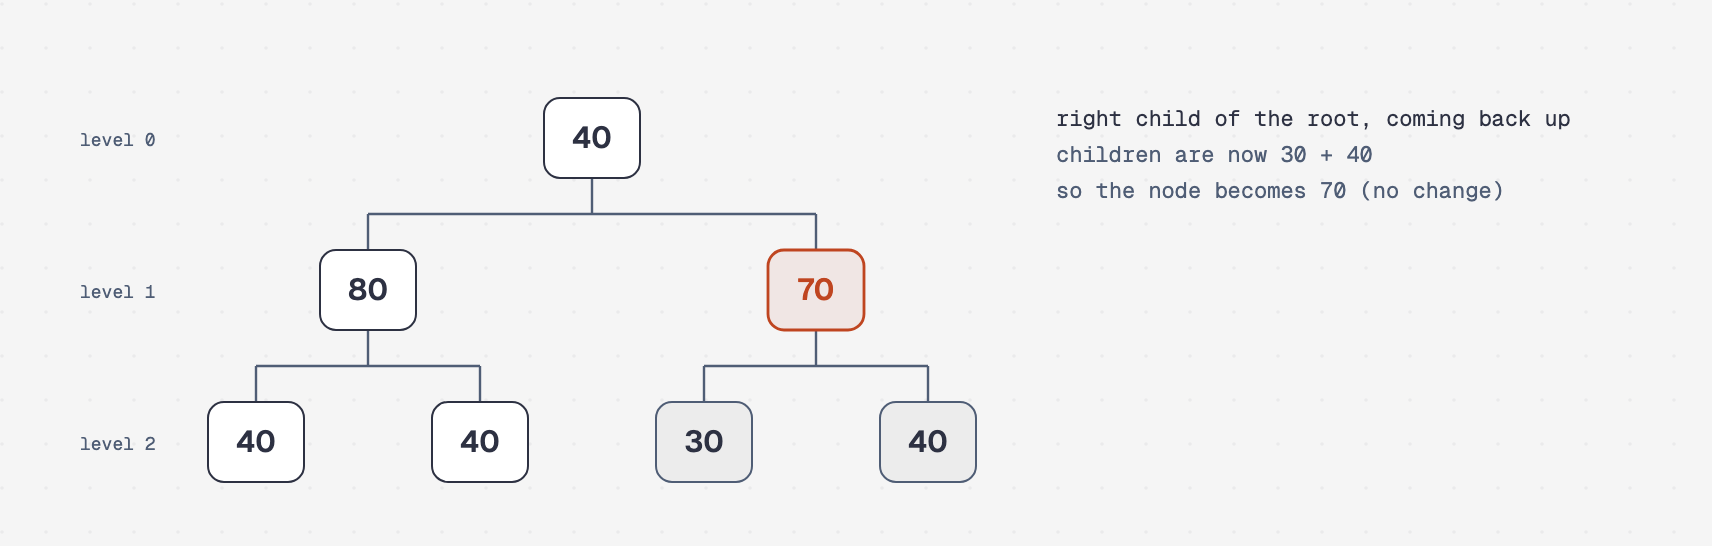 level 0
40
right child of the root, coming back up
children are now 30 + 40
so the node becomes 70 (no change)
level 1
80
70
level 2
40
40
30
40